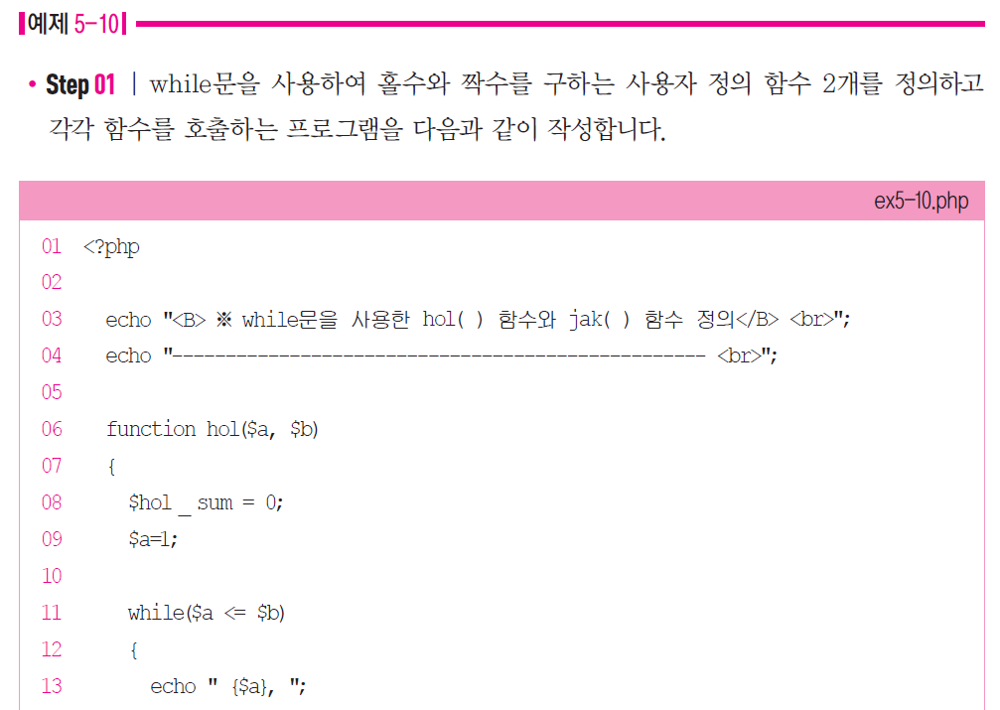 예제 5-10
• Step 01 | while문을 사용하여 홀수와 짝수를 구하는 사용자 정의 함수 2개를 정의하고
각각 함수를 호출하는 프로그램을 다음과 같이 작성합니다.
ex5-10.php
01 <?php
02
03 echo "<B> ※ while문을 사용한 hol( ) 함수와 jak( ) 함수 정의</B> <br>";
04 echo "-------------------------------------------------- <br>";
05
06 function hol($a, $b)
07 {
08 $hol _ sum = 0;
09 $a=1;
10
11 while($a <= $b)
12 {
13 echo " {$a}, ";